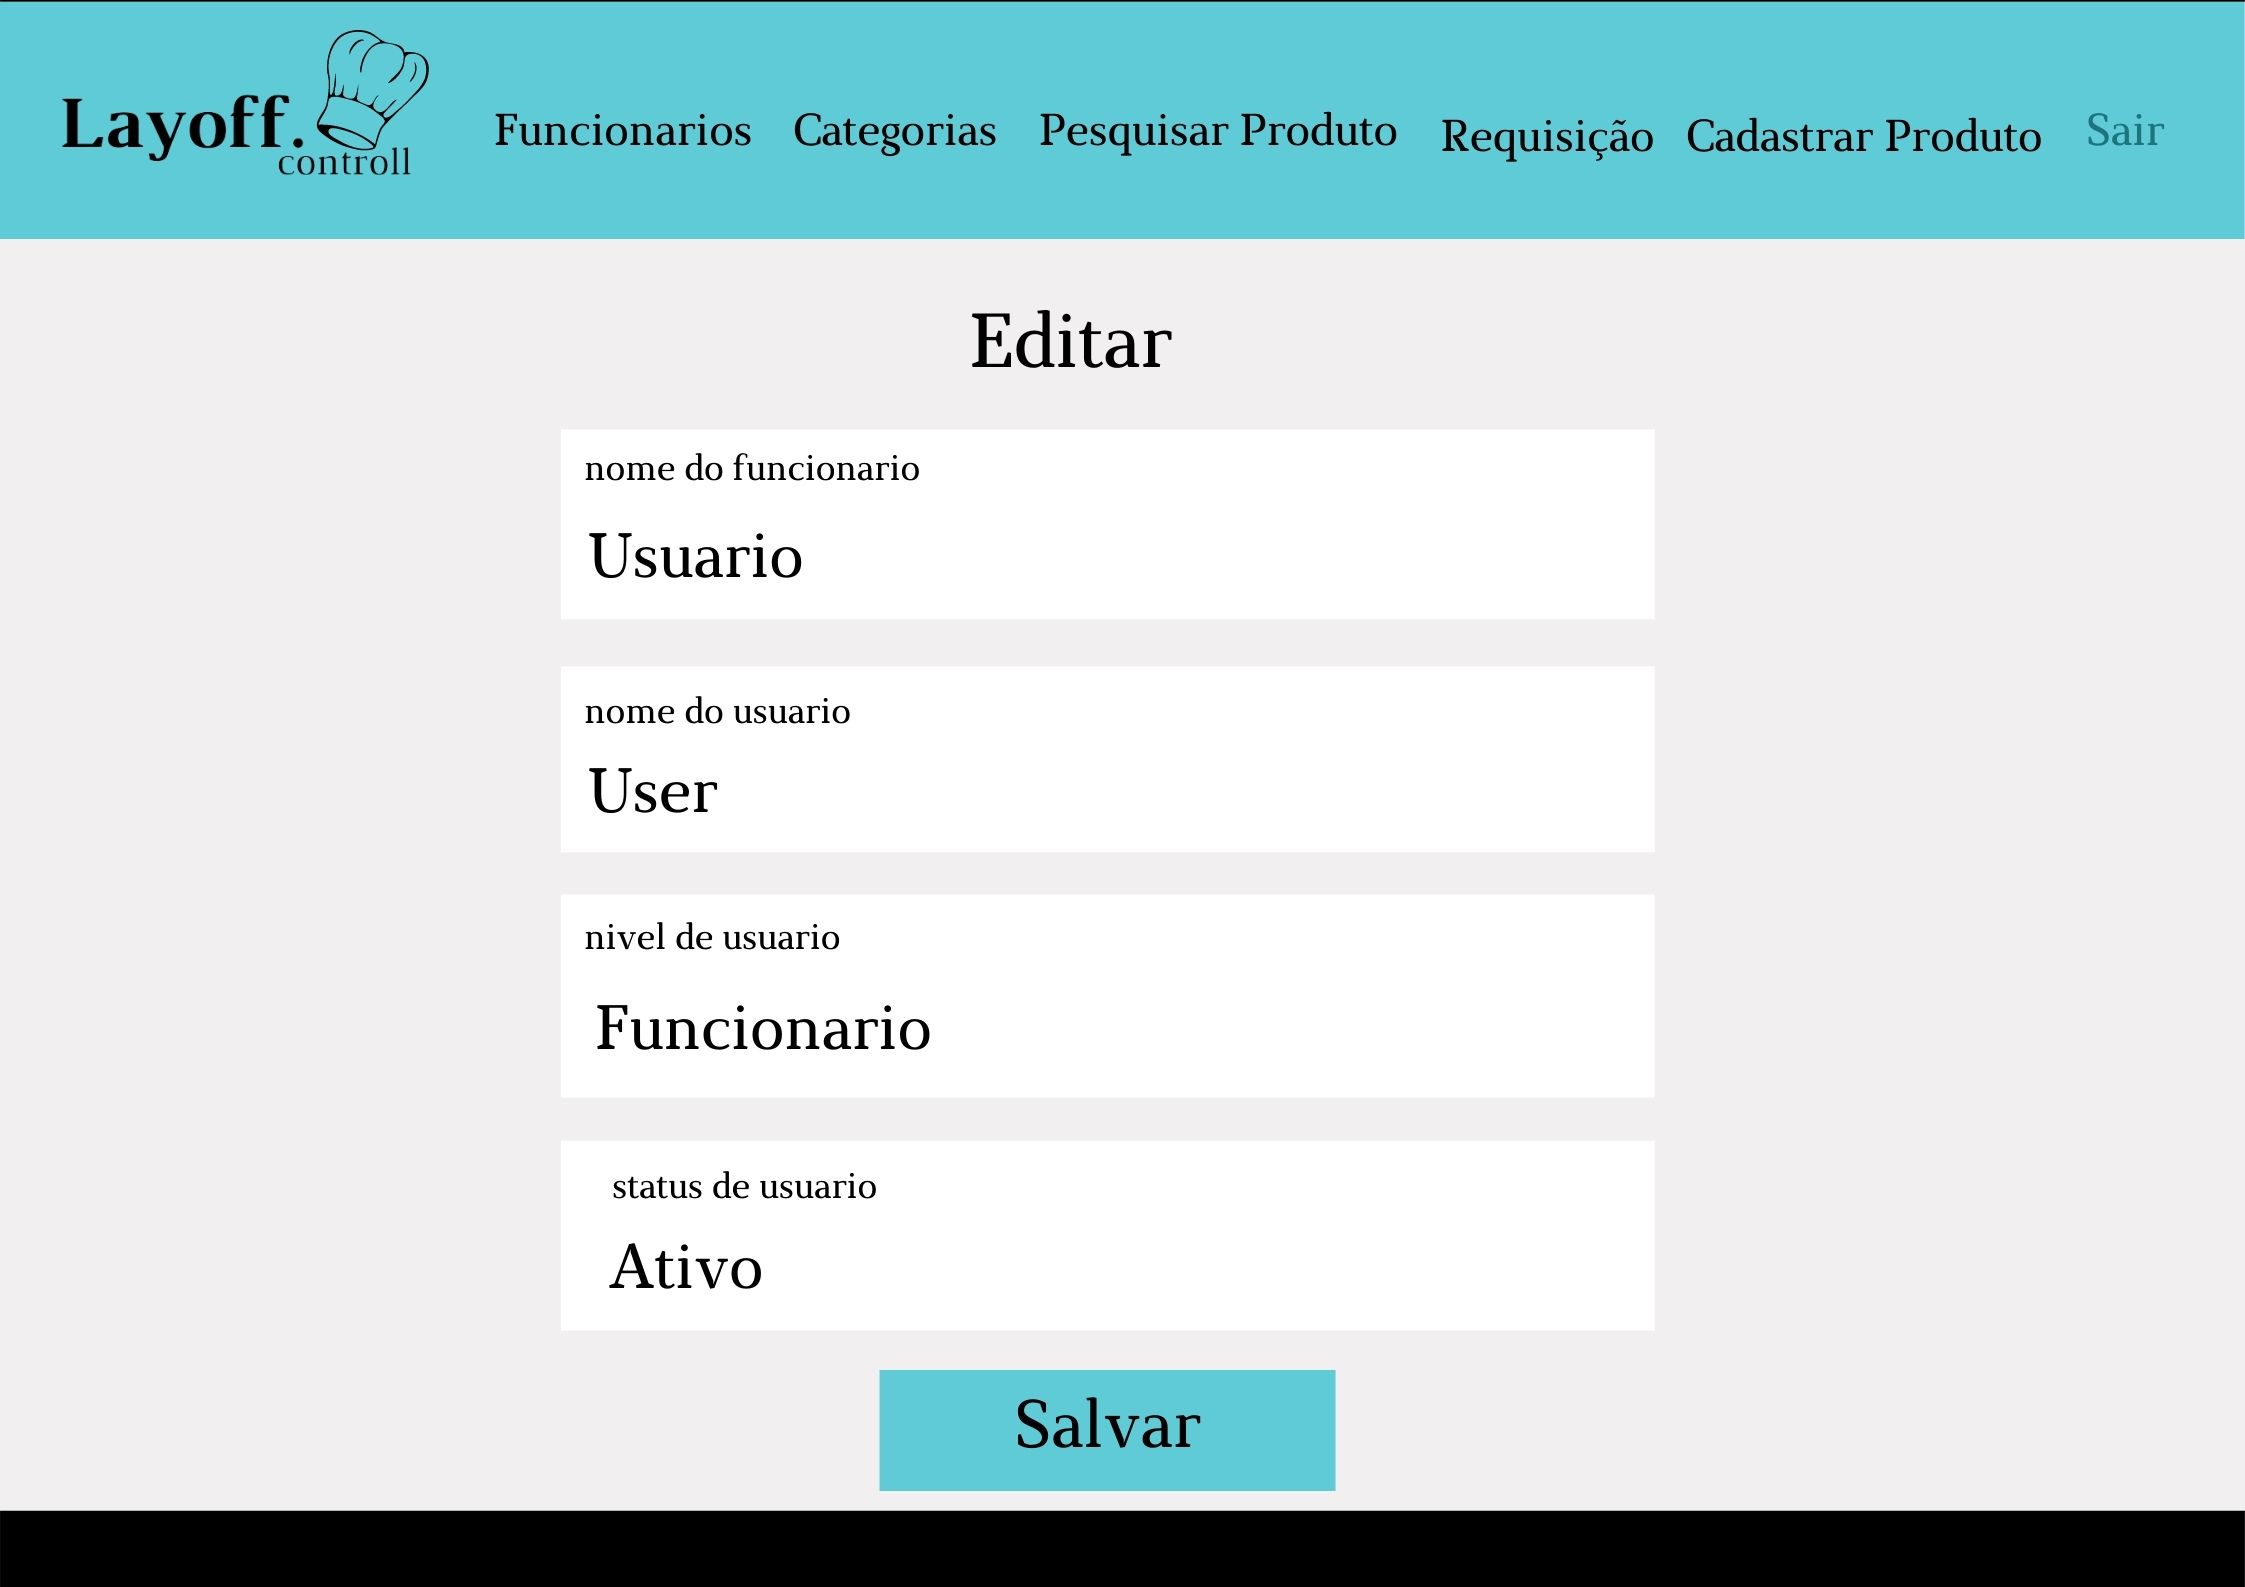 Layoff.
controll
Funcionarios Categorias Pesquisar Produto Requisição Cadastrar Produto Sair
Editar
nome do funcionario
Usuario
nome do usuario
User
nivel de usuario
Funcionario
status de usuario
Ativo
Salvar